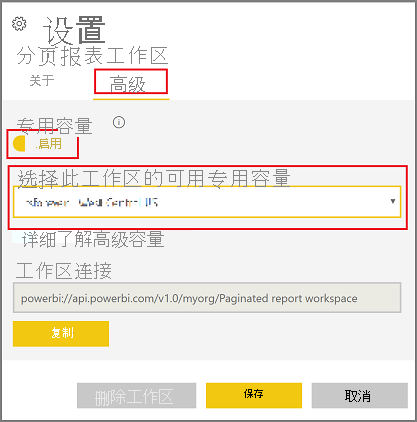 设置
分页报表工作区
关于 高级
专用容量
启用
选择此工作区的可用专用容量
West Central US
详细了解高级容量
工作区连接
powerbi://api.powerbi.com/v1.0/myorg/Paginated report workspace
复制
删除工作区 保存 取消